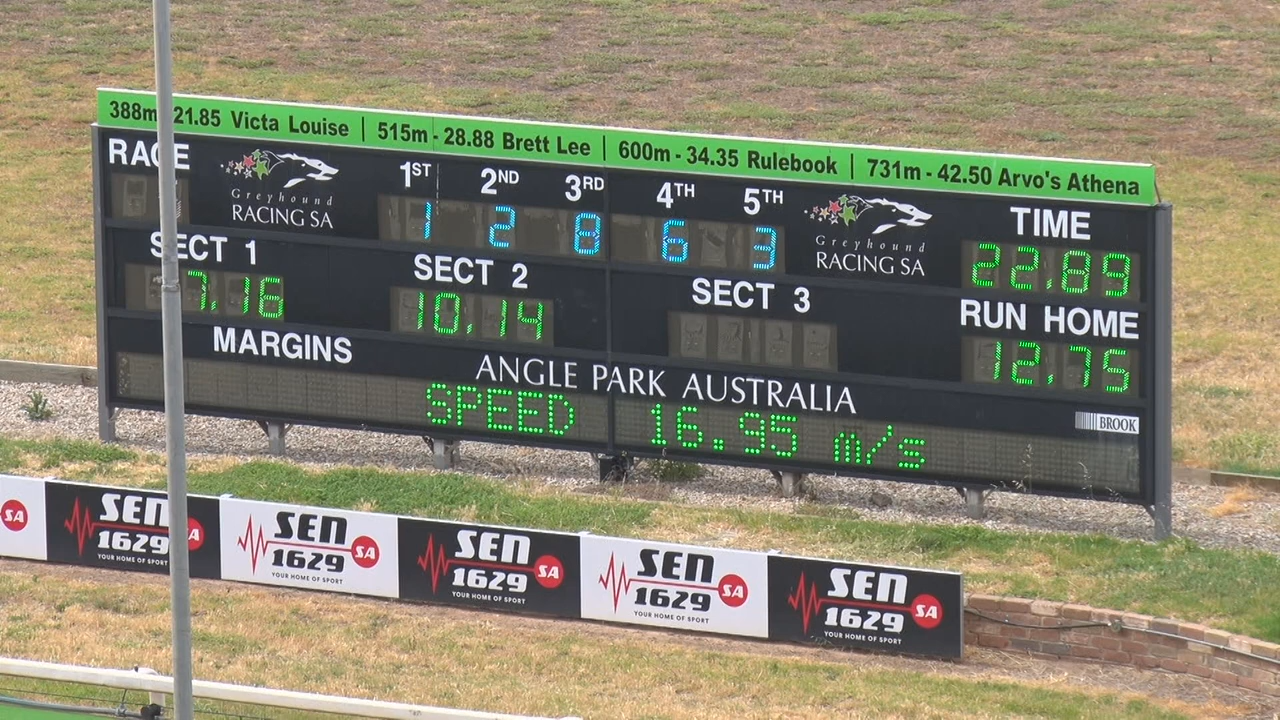 388m 21.85 Victa Louise | 515m - 28.88 Brett Lee | 600m - 34.35 Rulebook | 731m - 42.50 Arvo's Athena
RACE
Greyhound
RACING SA
1ST 2ND 3RD 4TH 5TH
1 2 8 6 3
Greyhound
RACING SA
TIME
22.89
SECT 1
7.16
SECT 2
10.14
SECT 3
RUN HOME
12.75
MARGINS
ANGLE PARK AUSTRALIA
SPEED 16.95 m/s
BROOK
SA
SEN SA
1629
YOUR HOME OF SPORT
SEN SA
1629
YOUR HOME OF SPORT
SEN SA
1629
YOUR HOME OF SPORT
SEN SA
1629
YOUR HOME OF SPORT
SEN SA
1629
YOUR HOME OF SPORT